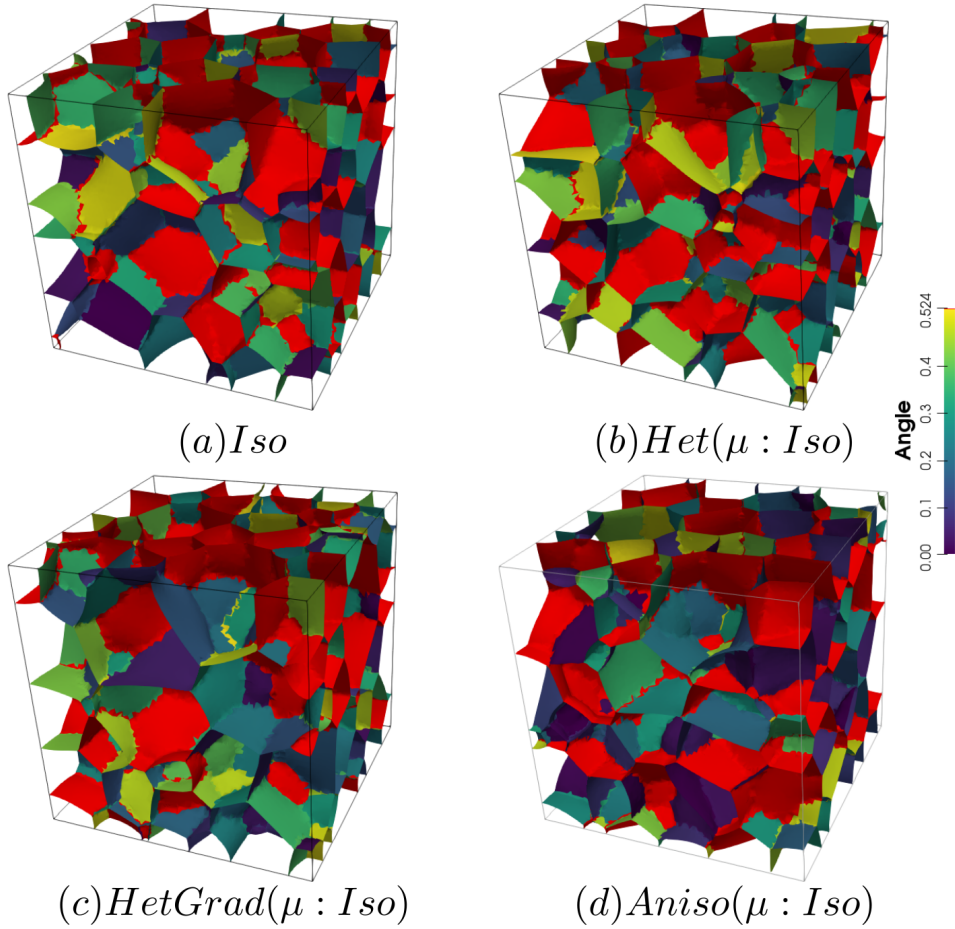 (a)Iso
(b)Het(μ : Iso)
0.524
0.4
0.3
0.2
0.1
0.00
Angle
(c)HetGrad(μ : Iso)
(d)Aniso(μ : Iso)